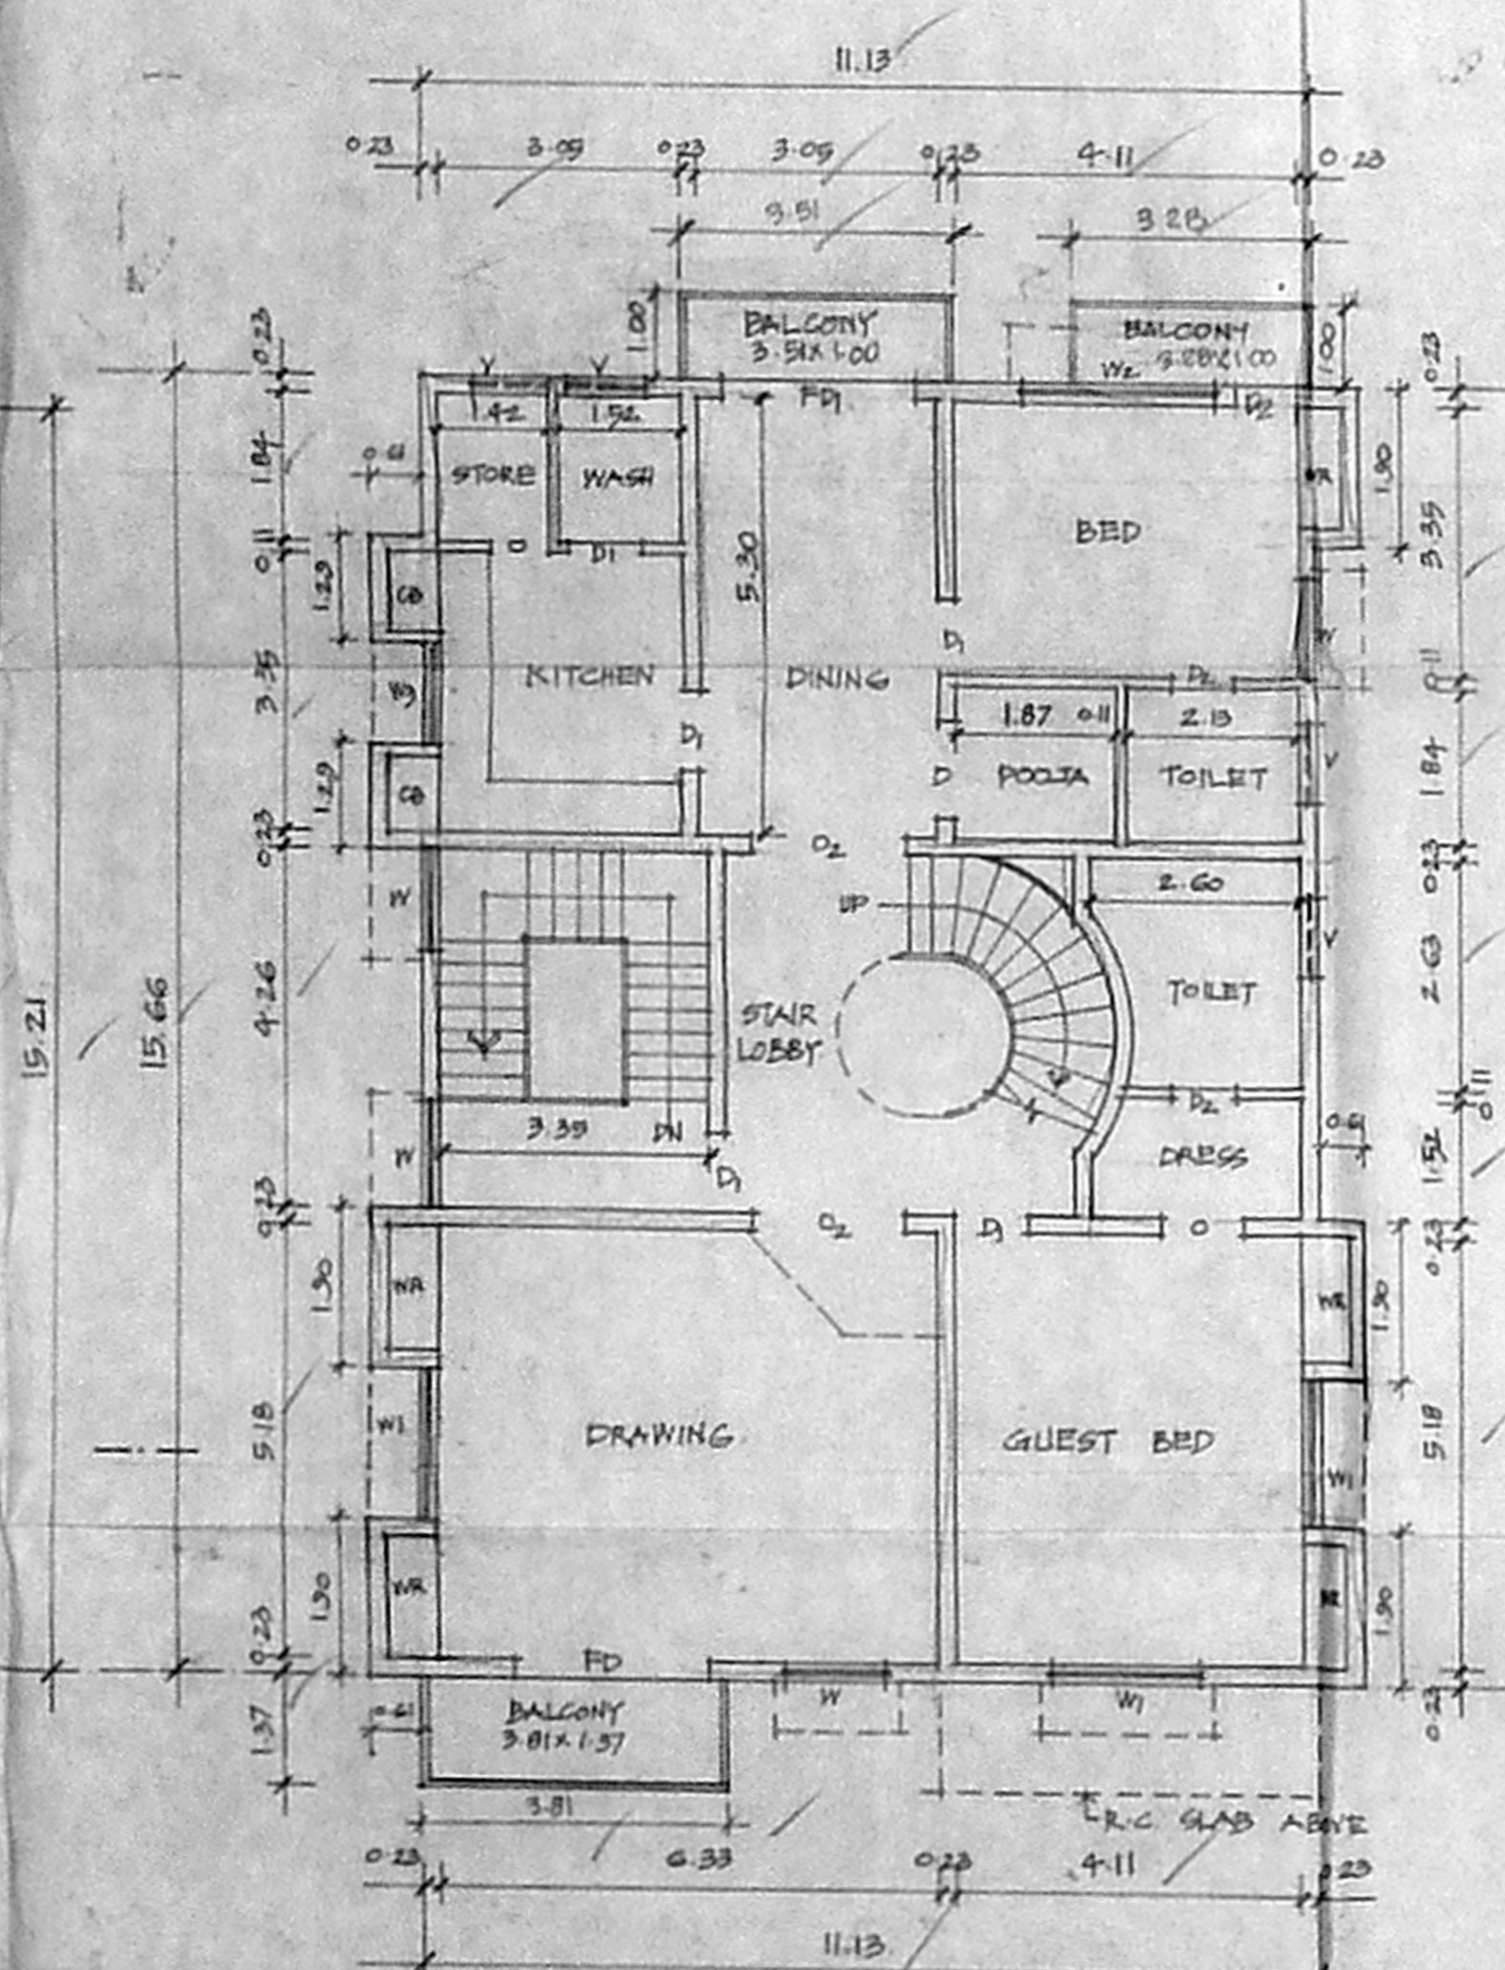 11.13
0.23 3.05 0.23 3.05 0.23 4.11 0.23
3.51 3.28
1.00
BALCONY
3.51X1.00
BALCONY
3.28X1.00
1.00
0.23
V V
W2
0.23
1.42 1.52
FD1
D2
1.84
0.61
STORE WASH
WR
1.90
BED
0.11
D D1
5.30
3.35
1.29
CB
D1
W
KITCHEN DINING
0.11
D2
3.35
1.87 0.11 2.13
D1
V
D POOJA TOILET
1.84
1.29
CB
0.23
O2
0.23
W
UP
2.60
V
4.26
15.21
15.66
STAIR
LOBBY
TOILET
2.63
0.11
D2
3.35 DN
0.61
W
DRESS
1.52
D1
0.23
O2 D1 O
0.23
WR
1.90
WR
1.90
W1
DRAWING GUEST BED
5.18
5.18
W1
WR
1.90
1.90
0.23
FD
W W1
0.61
BALCONY
3.81X1.37
1.37
0.23
3.81
R.C. SLAB ABOVE
0.23 6.33 0.23 4.11 0.23
11.13